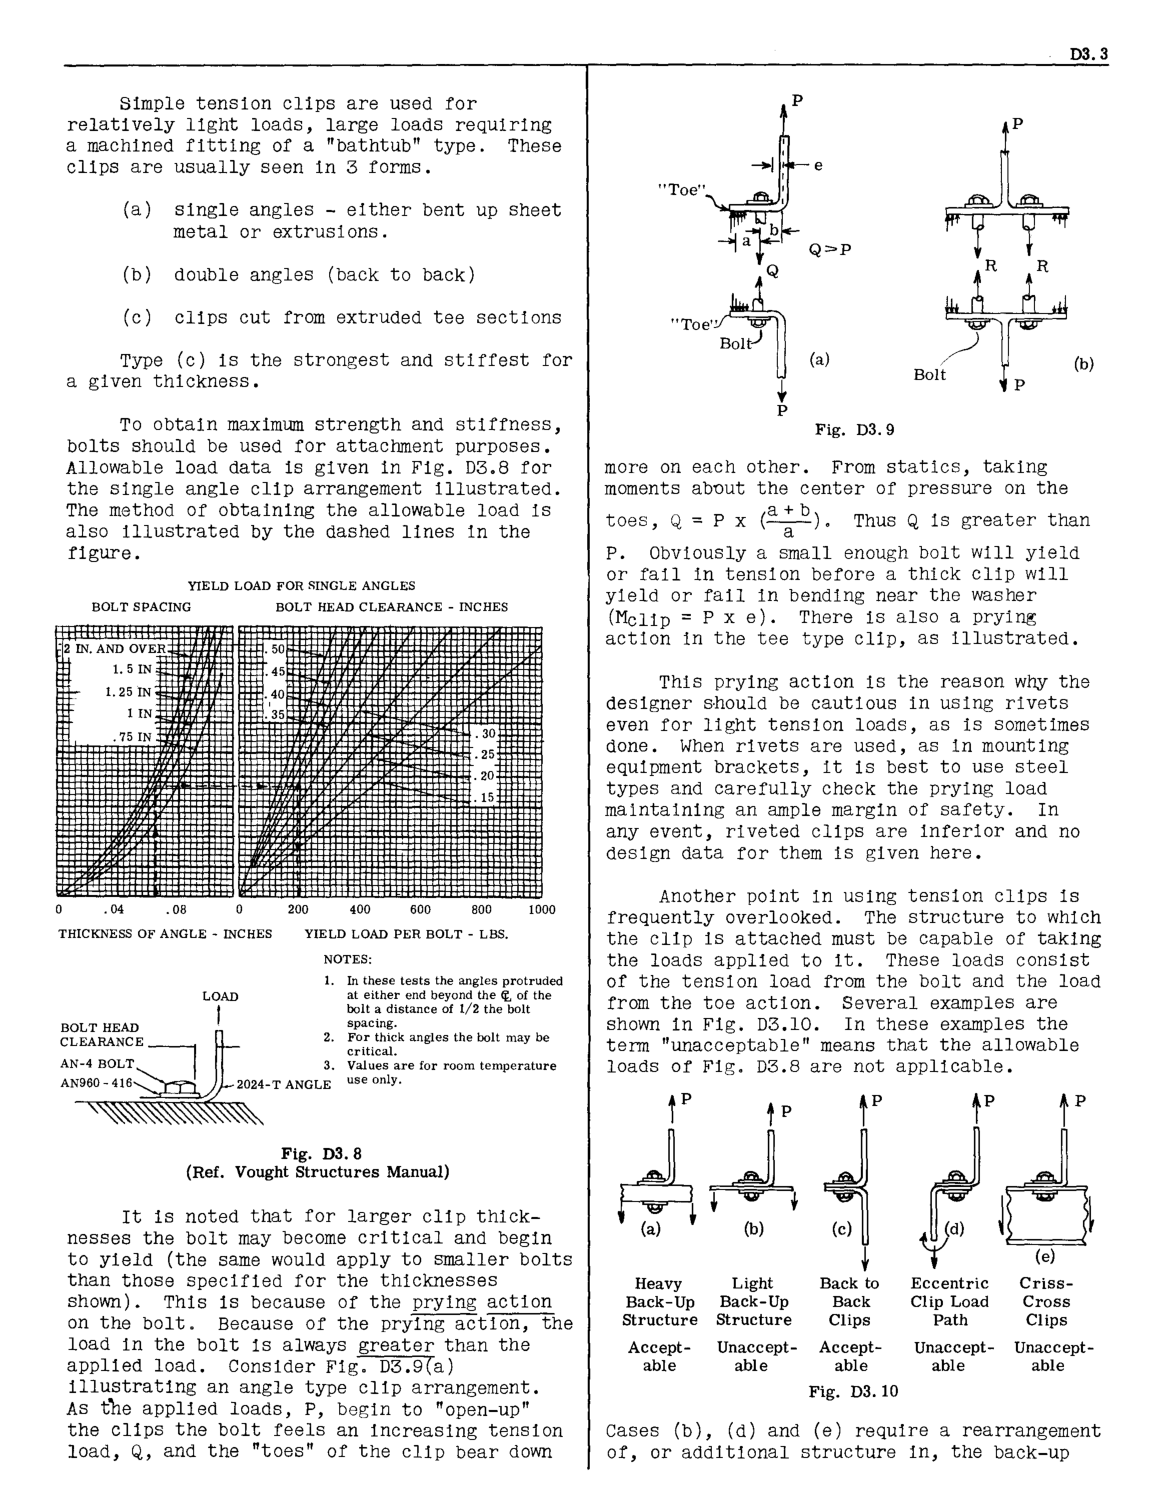 D3.3
Simple tension clips are used for
relatively light loads, large loads requiring
a machined fitting of a "bathtub" type. These
clips are usually seen in 3 forms.
(a) single angles - either bent up sheet
metal or extrusions.
(b) double angles (back to back)
(c) clips cut from extruded tee sections
Type (c) is the strongest and stiffest for
a given thickness.
To obtain maximum strength and stiffness,
bolts should be used for attachment purposes.
Allowable load data is given in Fig. D3.8 for
the single angle clip arrangement illustrated.
The method of obtaining the allowable load is
also illustrated by the dashed lines in the
figure.
YIELD LOAD FOR SINGLE ANGLES
BOLT SPACING BOLT HEAD CLEARANCE - INCHES
2 IN. AND OVER
1.5 IN
1.25 IN
1 IN
.75 IN
.50
.45
.40
.35
.30
.25
.20
.15
0 .04 .08 0 200 400 600 800 1000
THICKNESS OF ANGLE - INCHES YIELD LOAD PER BOLT - LBS.
NOTES:
1. In these tests the angles protruded
at either end beyond the ℄ of the
bolt a distance of 1/2 the bolt
spacing.
2. For thick angles the bolt may be
critical.
3. Values are for room temperature
use only.
LOAD
BOLT HEAD
CLEARANCE
AN-4 BOLT
AN960-416
2024-T ANGLE
Fig. D3.8
(Ref. Vought Structures Manual)
It is noted that for larger clip thick-
nesses the bolt may become critical and begin
to yield (the same would apply to smaller bolts
than those specified for the thicknesses
shown). This is because of the prying action
on the bolt. Because of the prying action, the
load in the bolt is always greater than the
applied load. Consider Fig. D3.9(a)
illustrating an angle type clip arrangement.
As the applied loads, P, begin to "open-up"
the clips the bolt feels an increasing tension
load, Q, and the "toes" of the clip bear down
P
e
"Toe"
b
a
Q>P
Q
"Toe"
Bolt
(a)
P
P
R R
Bolt
P
(b)
Fig. D3.9
more on each other. From statics, taking
moments about the center of pressure on the
toes, Q = P x (a + b / a). Thus Q is greater than
P. Obviously a small enough bolt will yield
or fail in tension before a thick clip will
yield or fail in bending near the washer
(Mclip = P x e). There is also a prying
action in the tee type clip, as illustrated.
This prying action is the reason why the
designer should be cautious in using rivets
even for light tension loads, as is sometimes
done. When rivets are used, as in mounting
equipment brackets, it is best to use steel
types and carefully check the prying load
maintaining an ample margin of safety. In
any event, riveted clips are inferior and no
design data for them is given here.
Another point in using tension clips is
frequently overlooked. The structure to which
the clip is attached must be capable of taking
the loads applied to it. These loads consist
of the tension load from the bolt and the load
from the toe action. Several examples are
shown in Fig. D3.10. In these examples the
term "unacceptable" means that the allowable
loads of Fig. D3.8 are not applicable.
P P P P P
(a) (b) (c) (d) (e)
Heavy Light Back to Eccentric Criss-
Back-Up Back-Up Back Clip Load Cross
Structure Structure Clips Path Clips
Accept- Unaccept- Accept- Unaccept- Unaccept-
able able able able able
Fig. D3.10
Cases (b), (d) and (e) require a rearrangement
of, or additional structure in, the back-up